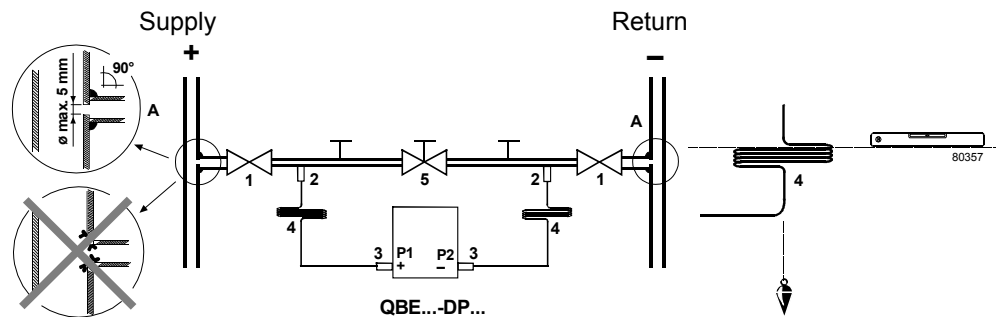 Supply
Return
+
–
90°
ø max. 5 mm
A
A
1
2
5
2
1
80357
4
4
4
3
P1
+
P2
–
3
QBE...-DP...